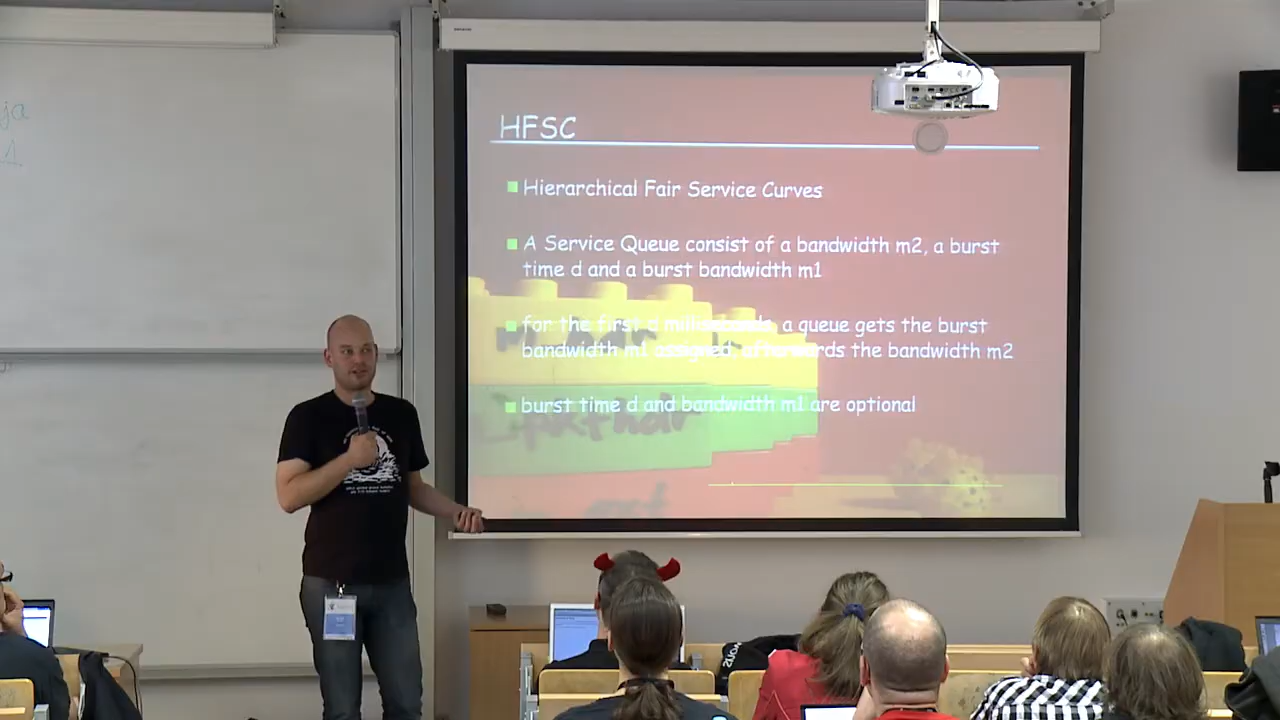 ja
1
HFSC
Hierarchical Fair Service Curves
A Service Queue consist of a bandwidth m2, a burst
time d and a burst bandwidth m1
for the first d milliseconds, a queue gets the burst
bandwidth m1 assigned, afterwards the bandwidth m2
burst time d and bandwidth m1 are optional